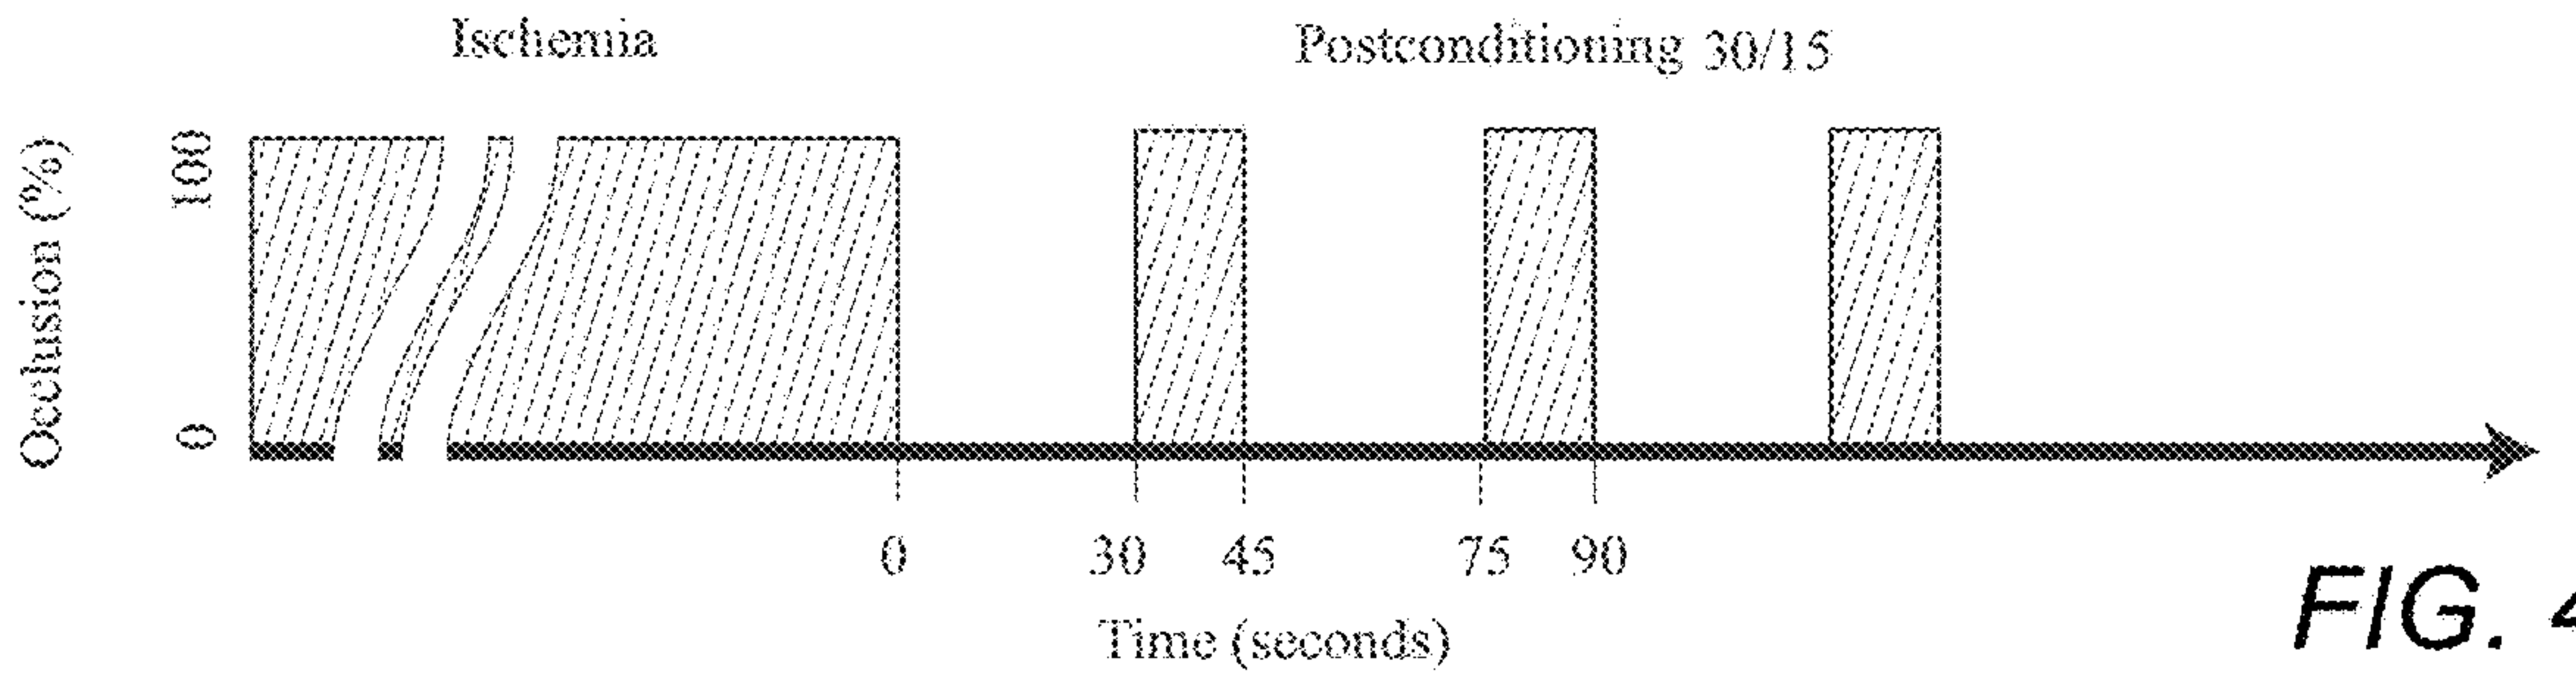 Ischemia
Postconditioning 30/15
Occlusion (%)
100
0
0 30 45 75 90
Time (seconds)
FIG. 4